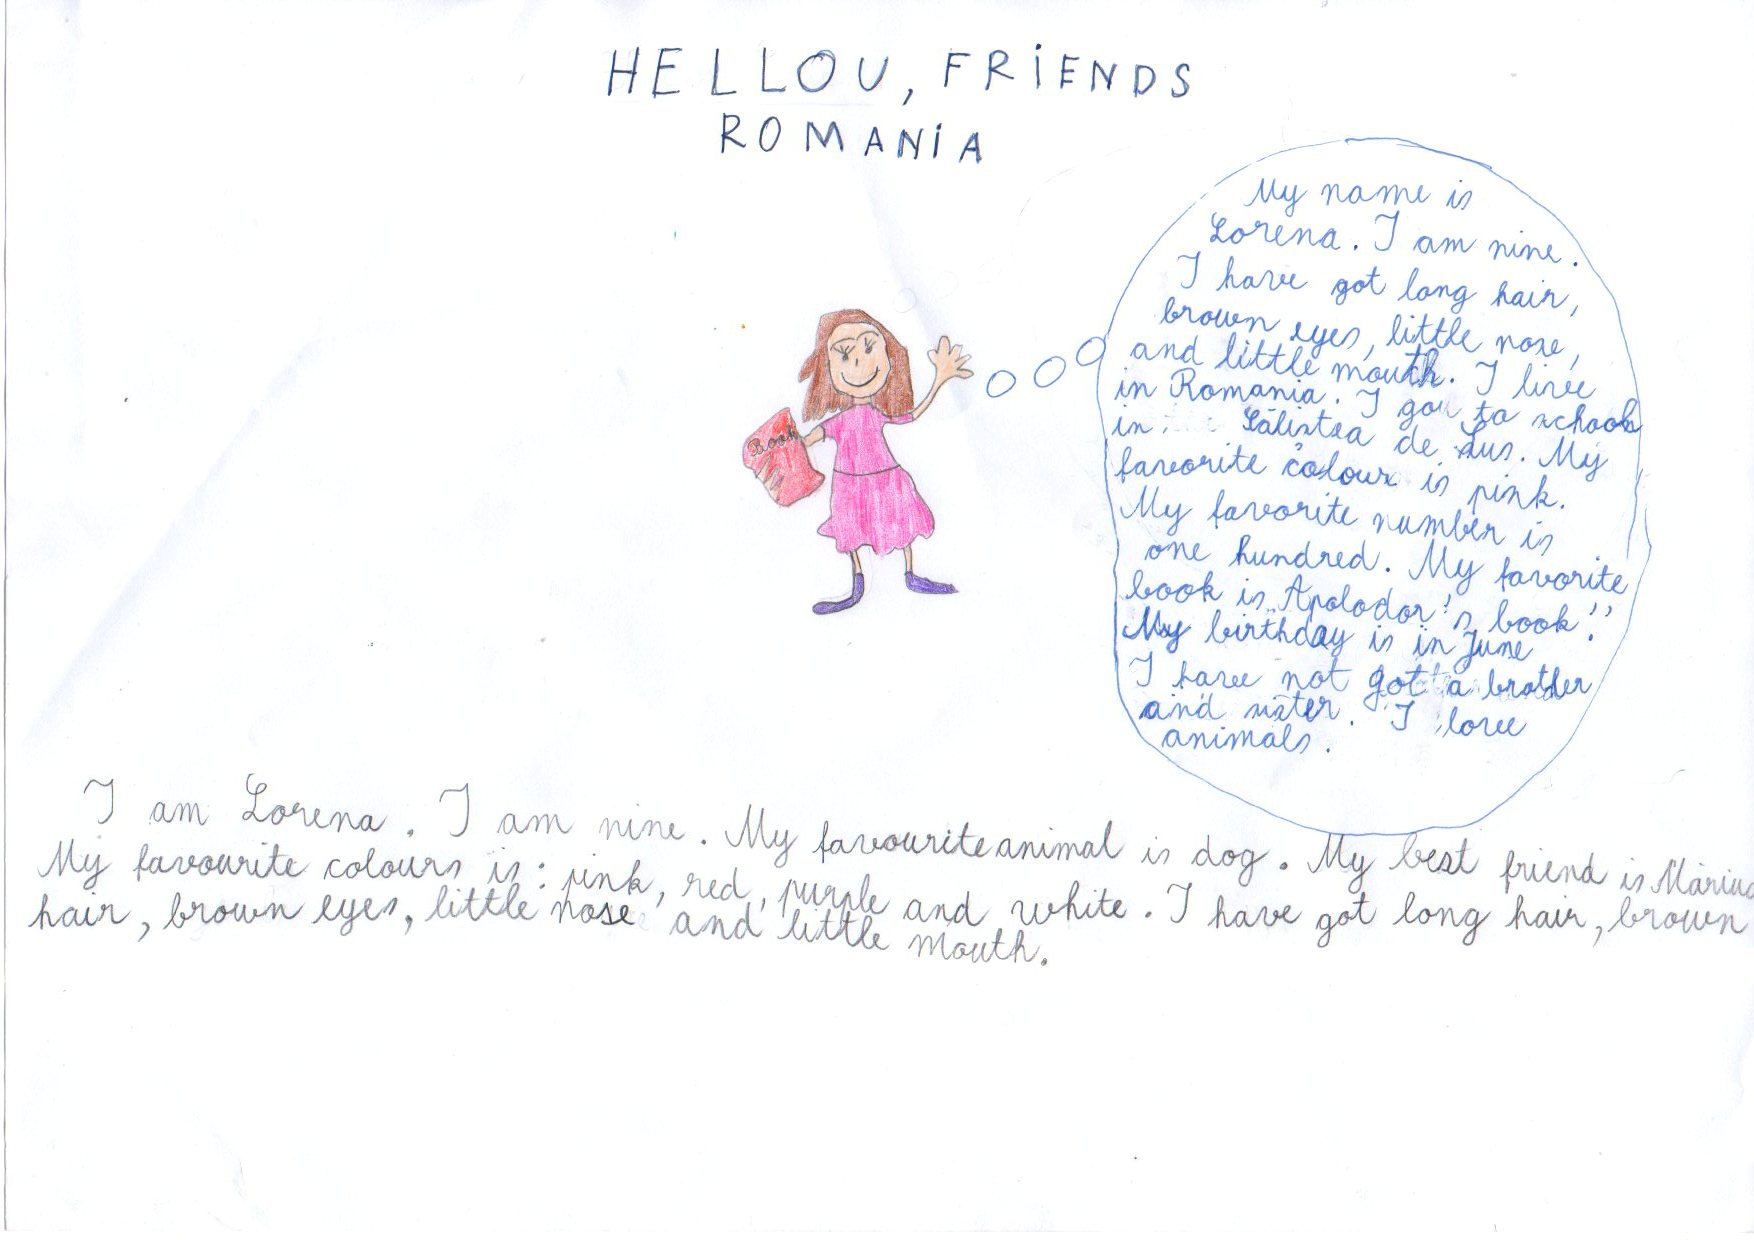 HELLOU, FRIENDS
ROMANIA
My name is
Lorena. I am nine.
I have got long hair,
brown eyes, little nose,
and little mouth. I live
in Romania. I go to school
in Săliștea de Sus. My
favorite colour is pink.
My favorite number is
one hundred. My favorite
book is "Apolodor's book".
My birthday is in June
I have not got a brother
and sister. I love
animals.
Book
I am Lorena. I am nine. My favourite animal is dog. My best friend is
My favourite colours is: pink, red, purple and white. I have got long hair, brown
hair, brown eyes, little nose and little mouth.